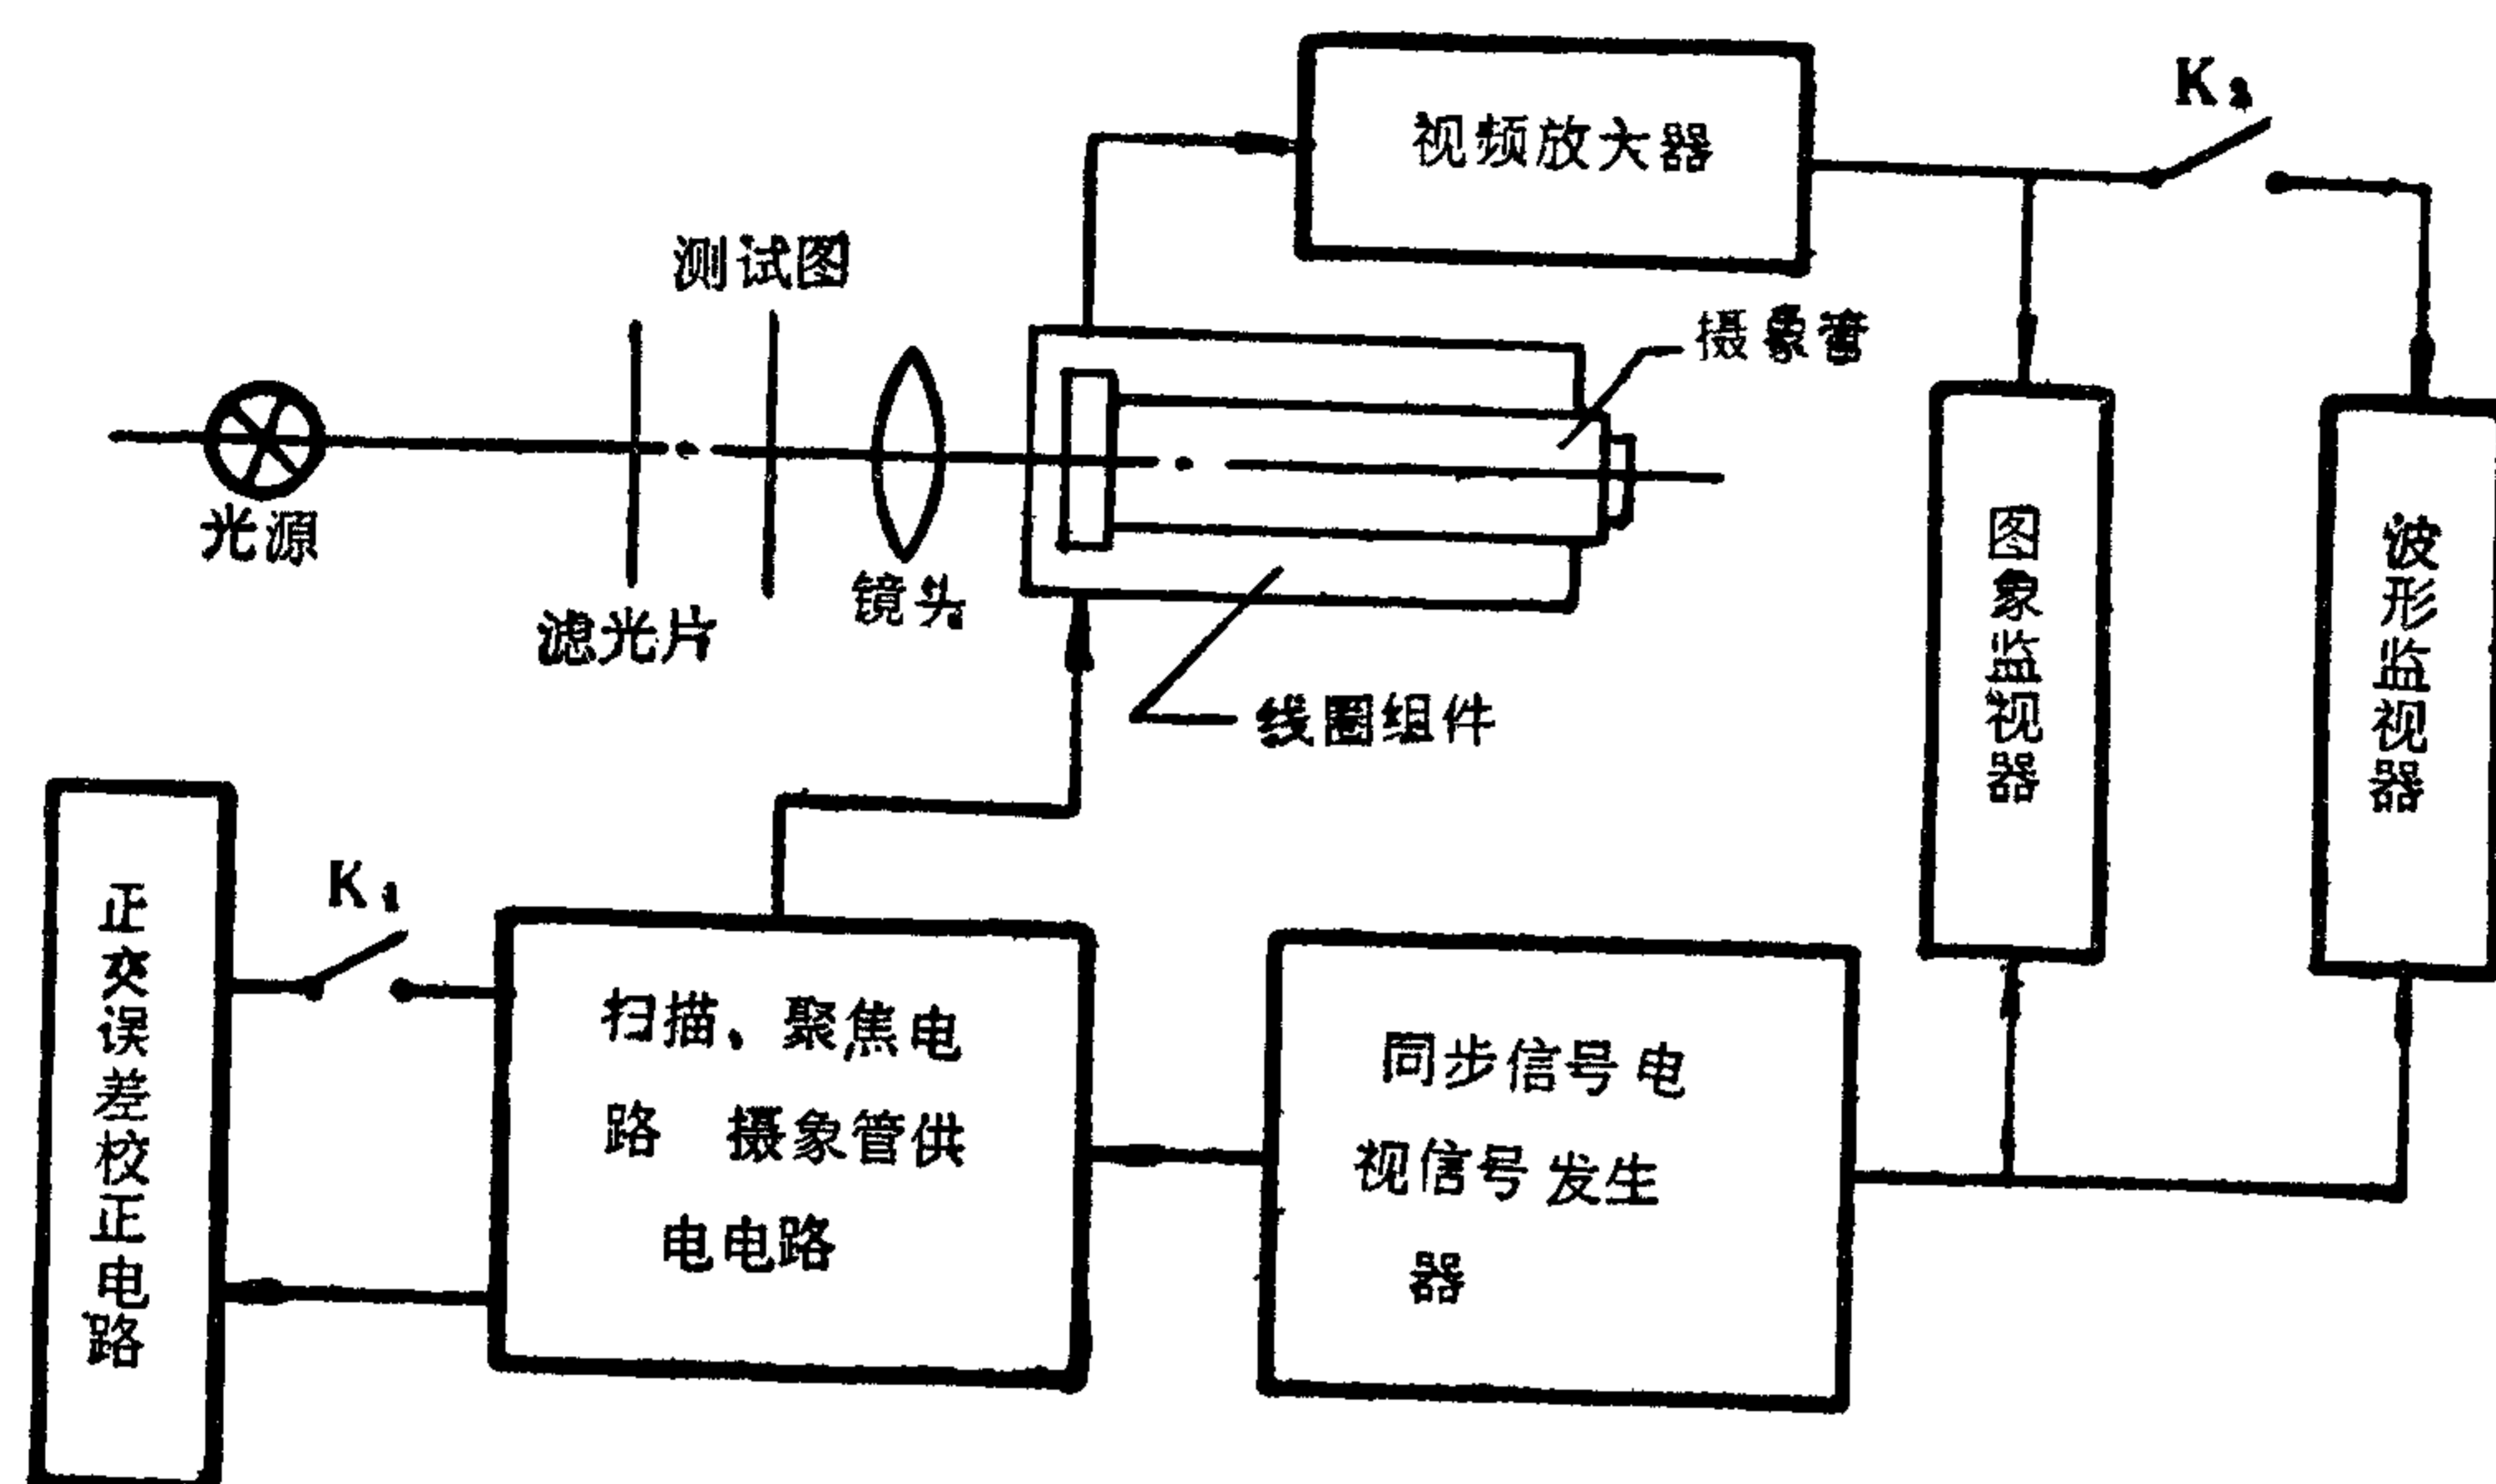 视频放大器
K₂
测试图
摄象管
光源
滤光片
镜头
线圈组件
图象监视器
波形监视器
K₁
正交误差校正电路
扫描、聚焦电
路 摄象管供
电电路
同步信号电
视信号发生
器